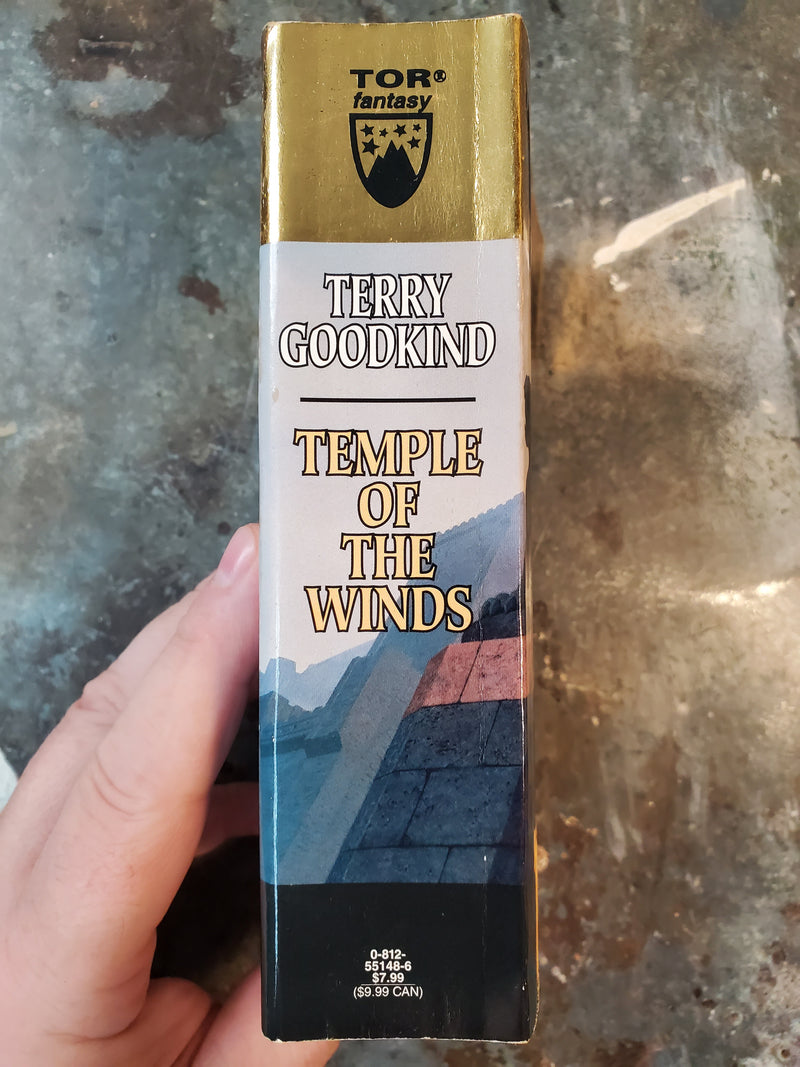 TOR®
fantasy
TERRY
GOODKIND
TEMPLE
OF
THE
WINDS
0-812-
55148-6
$7.99
($9.99 CAN)